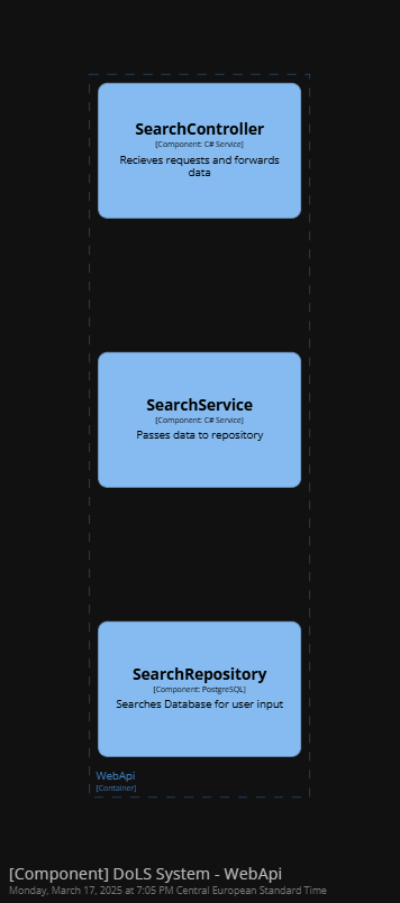 SearchController
[Component: C# Service]
Recieves requests and forwards
data
SearchService
[Component: C# Service]
Passes data to repository
SearchRepository
[Component: PostgreSQL]
Searches Database for user input
WebApi
[Container]
[Component] DoLS System - WebApi
Monday, March 17, 2025 at 7:05 PM Central European Standard Time